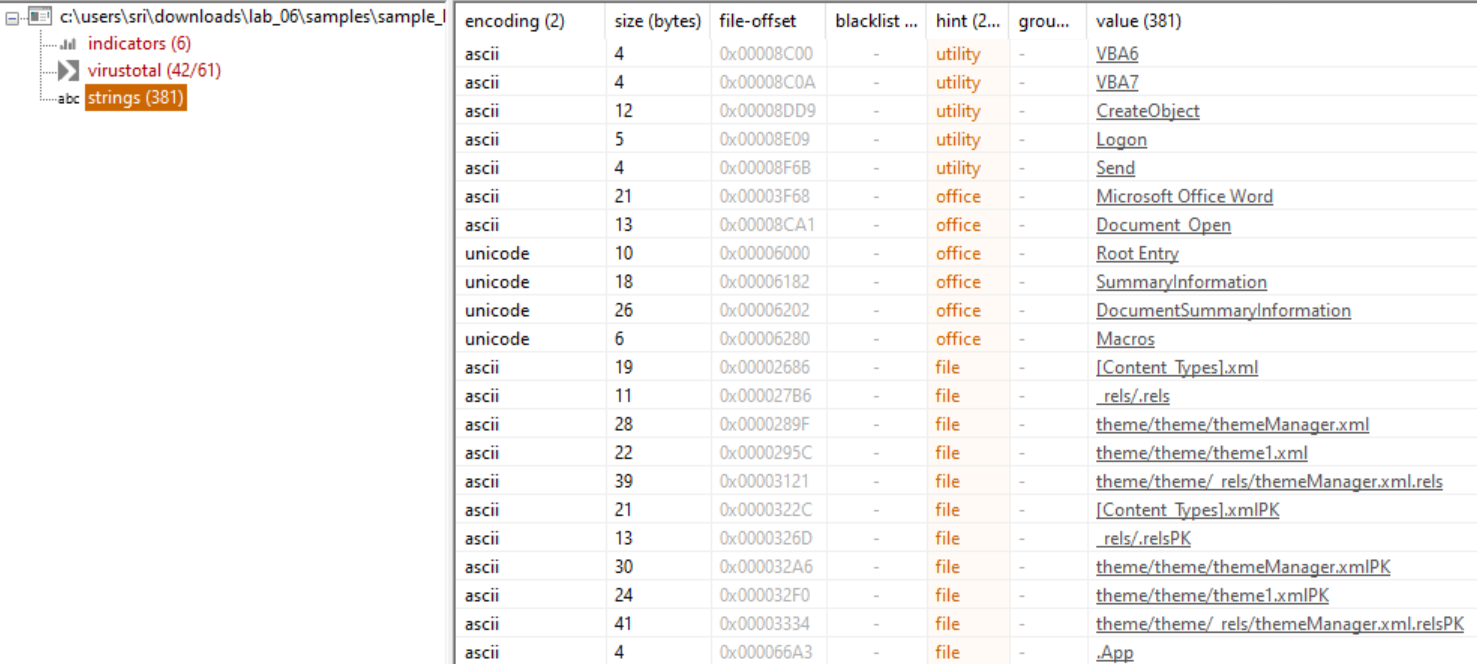 c:\users\sri\downloads\lab_06\samples\sample_
indicators (6)
virustotal (42/61)
abc strings (381)
encoding (2) size (bytes) file-offset blacklist ... hint (2... grou... value (381)
ascii 4 0x00008C00 - utility - VBA6
ascii 4 0x00008C0A - utility - VBA7
ascii 12 0x00008DD9 - utility - CreateObject
ascii 5 0x00008E09 - utility - Logon
ascii 4 0x00008F6B - utility - Send
ascii 21 0x00003F68 - office - Microsoft Office Word
ascii 13 0x00008CA1 - office - Document_Open
unicode 10 0x00006000 - office - Root Entry
unicode 18 0x00006182 - office - SummaryInformation
unicode 26 0x00006202 - office - DocumentSummaryInformation
unicode 6 0x00006280 - office - Macros
ascii 19 0x00002686 - file - [Content_Types].xml
ascii 11 0x000027B6 - file - _rels/.rels
ascii 28 0x0000289F - file - theme/theme/themeManager.xml
ascii 22 0x0000295C - file - theme/theme/theme1.xml
ascii 39 0x00003121 - file - theme/theme/_rels/themeManager.xml.rels
ascii 21 0x0000322C - file - [Content_Types].xmlPK
ascii 13 0x0000326D - file - _rels/.relsPK
ascii 30 0x000032A6 - file - theme/theme/themeManager.xmlPK
ascii 24 0x000032F0 - file - theme/theme/theme1.xmlPK
ascii 41 0x00003334 - file - theme/theme/_rels/themeManager.xml.relsPK
ascii 4 0x000066A3 - file - .App